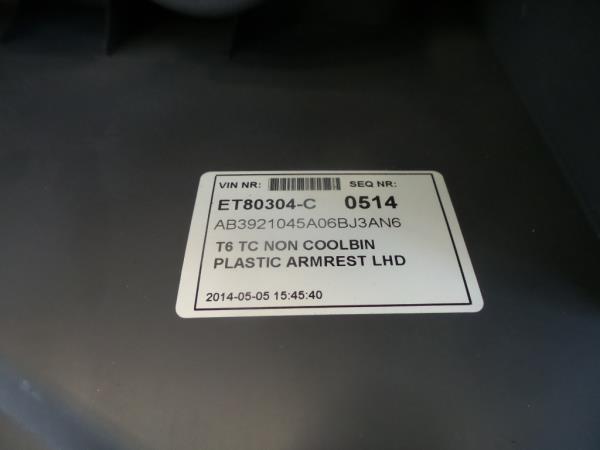 VIN NR: SEQ NR:
ET80304-C 0514
AB3921045A06BJ3AN6
T6 TC NON COOLBIN
PLASTIC ARMREST LHD
2014-05-05 15:45:40